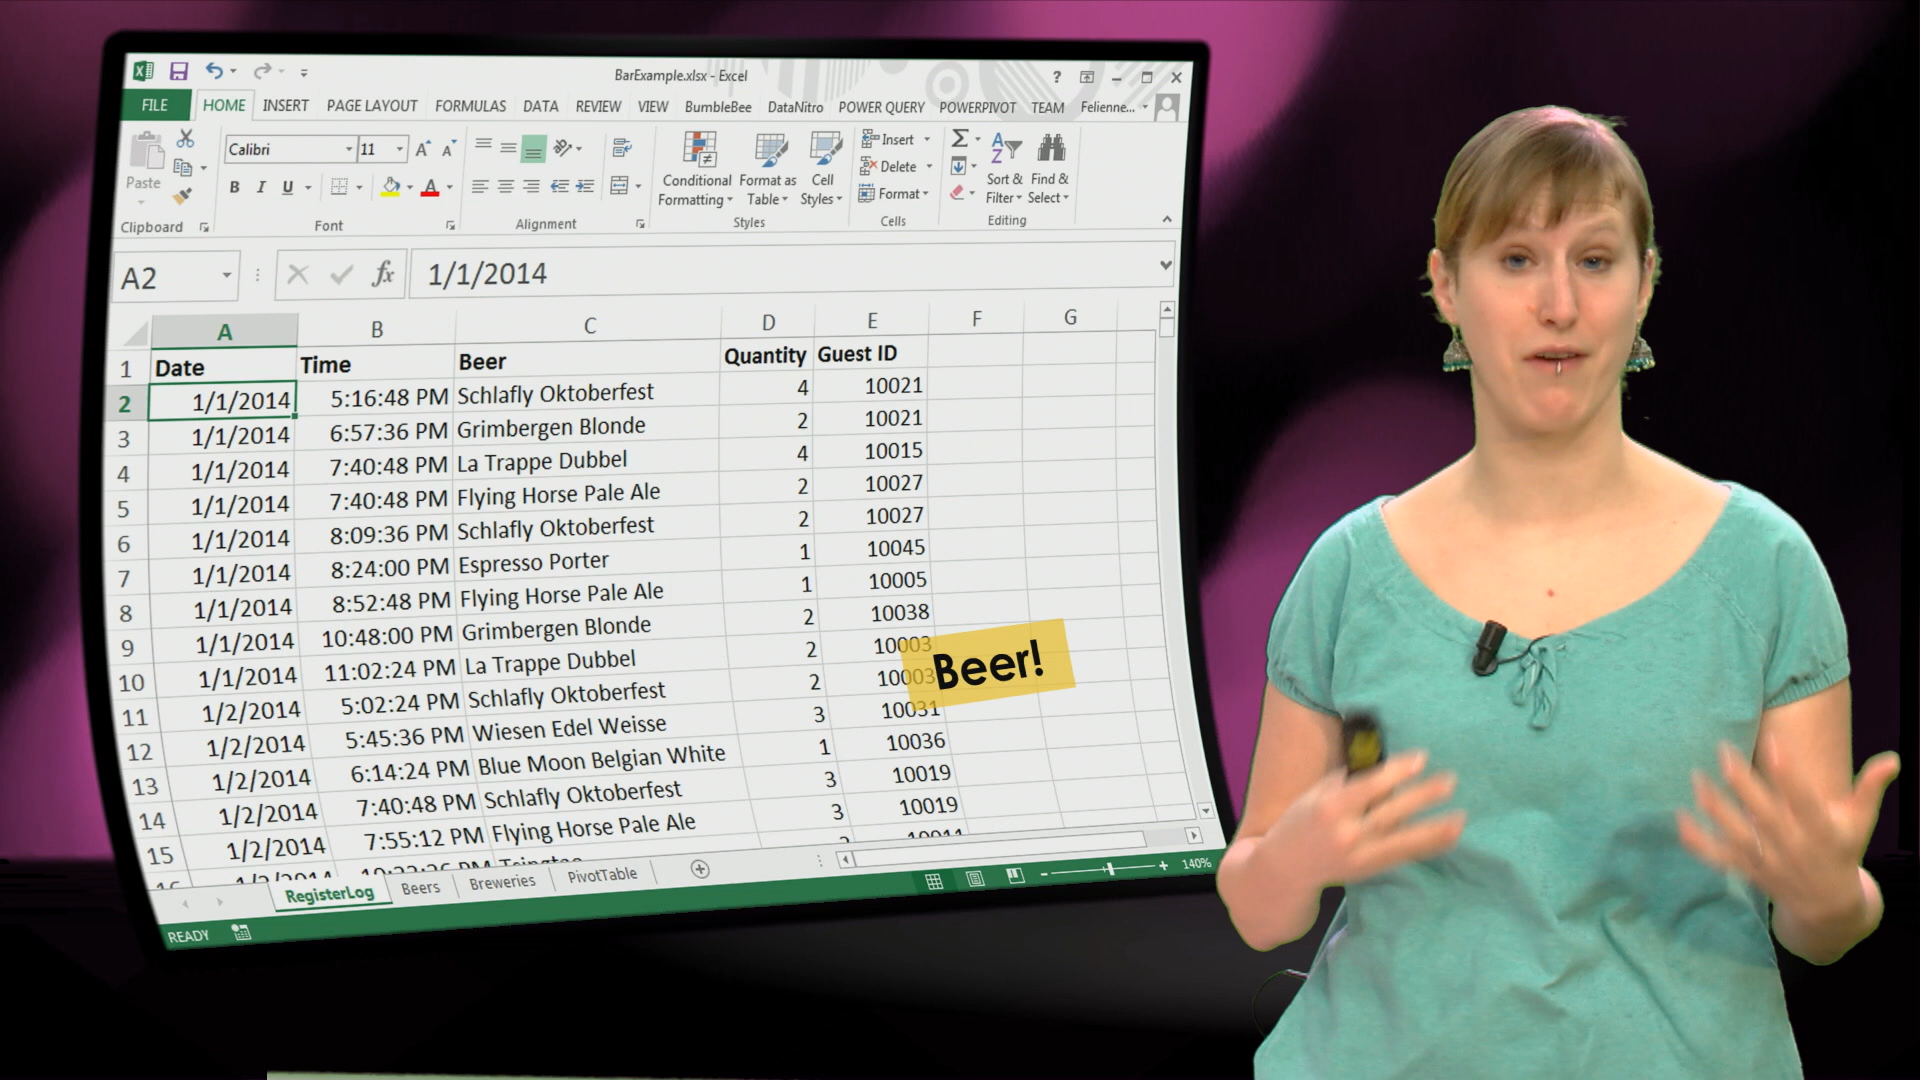 BarExample.xlsx - Excel
?
FILE HOME INSERT PAGE LAYOUT FORMULAS DATA REVIEW VIEW BumbleBee DataNitro POWER QUERY POWERPIVOT TEAM Felienne...
Paste
Clipboard
Calibri 11
B I U A
Font
Alignment
Conditional Formatting
Format as Table
Cell Styles
Styles
Insert
Delete
Format
Cells
Sort & Filter
Find & Select
Editing
A2 fx 1/1/2014
A B C D E F G
1 Date Time Beer Quantity Guest ID
2 1/1/2014 5:16:48 PM Schlafly Oktoberfest 4 10021
3 1/1/2014 6:57:36 PM Grimbergen Blonde 2 10021
4 1/1/2014 7:40:48 PM La Trappe Dubbel 4 10015
5 1/1/2014 7:40:48 PM Flying Horse Pale Ale 2 10027
6 1/1/2014 8:09:36 PM Schlafly Oktoberfest 2 10027
7 1/1/2014 8:24:00 PM Espresso Porter 1 10045
8 1/1/2014 8:52:48 PM Flying Horse Pale Ale 1 10005
9 1/1/2014 10:48:00 PM Grimbergen Blonde 2 10038
10 1/1/2014 11:02:24 PM La Trappe Dubbel 2 10003
11 1/2/2014 5:02:24 PM Schlafly Oktoberfest 2 10003
12 1/2/2014 5:45:36 PM Wiesen Edel Weisse 3 10031
13 1/2/2014 6:14:24 PM Blue Moon Belgian White 1 10036
14 1/2/2014 7:40:48 PM Schlafly Oktoberfest 3 10019
15 1/2/2014 7:55:12 PM Flying Horse Pale Ale 3 10019
Beer!
RegisterLog Beers Breweries PivotTable
READY 140%